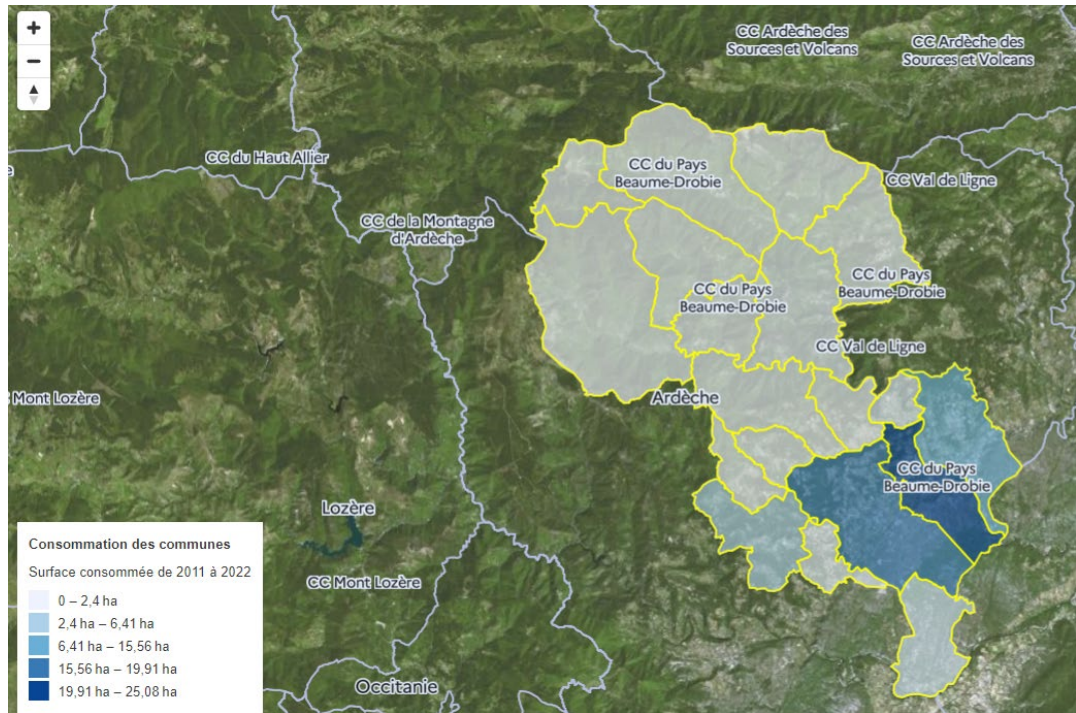 +
−
CC Ardèche des
Sources et Volcans
CC Ardèche des
Sources et Volcans
CC du Haut Allier
CC du Pays
Beaume-Drobie
CC Val de Ligne
e
CC de la Montagne
d'Ardèche
CC du Pays
Beaume-Drobie
CC du Pays
Beaume-Drobie
CC Val de Ligne
Mont Lozère
Ardèche
CC du Pays
Beaume-Drobie
Lozère
CC Mont Lozère
Occitanie
Consommation des communes
Surface consommée de 2011 à 2022
0 – 2,4 ha
2,4 ha – 6,41 ha
6,41 ha – 15,56 ha
15,56 ha – 19,91 ha
19,91 ha – 25,08 ha